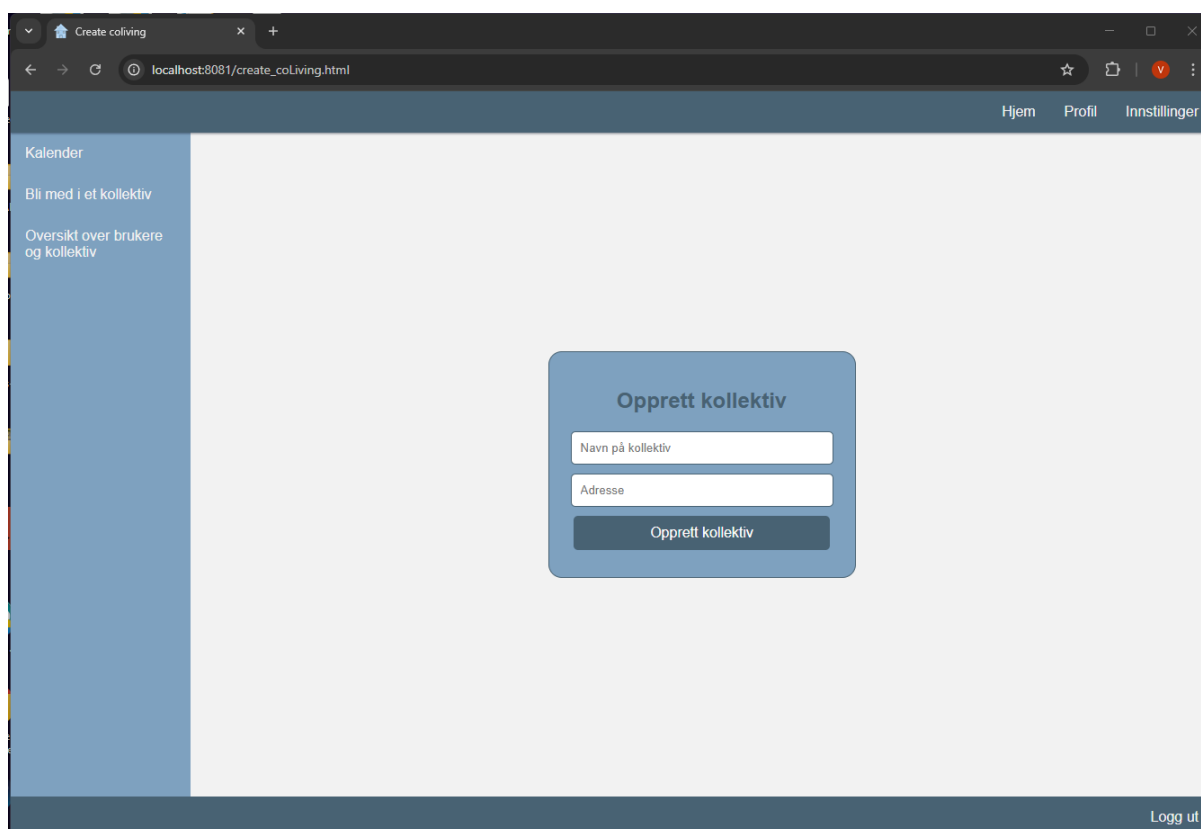 Create coliving
localhost:8081/create_coLiving.html
V
Hjem Profil Innstillinger
Kalender
Bli med i et kollektiv
Oversikt over brukere
og kollektiv
Opprett kollektiv
Navn på kollektiv
Adresse
Opprett kollektiv
Logg ut